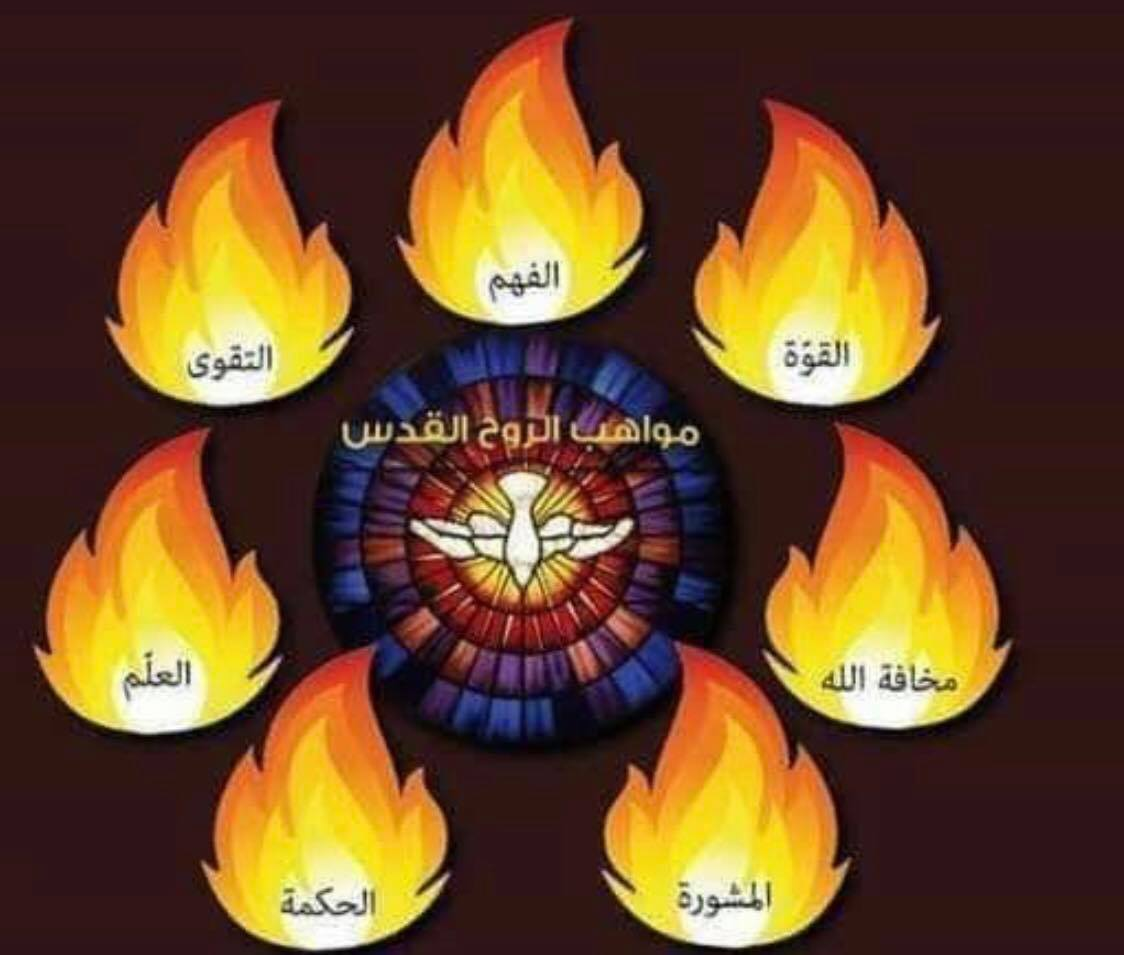 الفهم
القوّة
التقوى
مواهب الروح القدس
مخافة الله
العلّم
المشورة
الحكمة